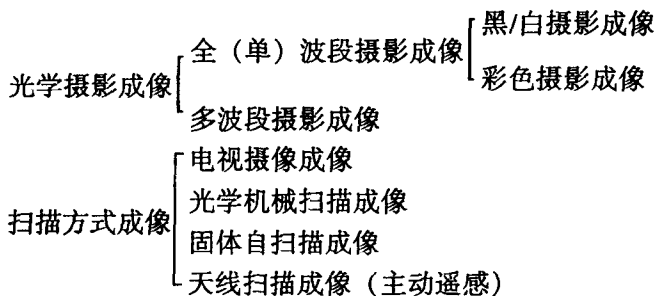 黑/白摄影成像
全（单）波段摄影成像
彩色摄影成像
光学摄影成像
多波段摄影成像
电视摄像成像
光学机械扫描成像
扫描方式成像
固体自扫描成像
天线扫描成像（主动遥感）